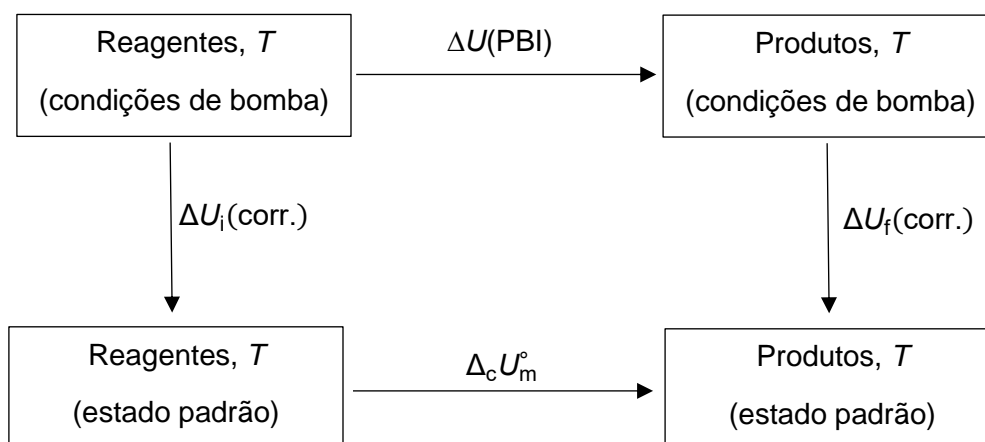 Reagentes, T
(condições de bomba)
ΔU(PBI)
Produtos, T
(condições de bomba)
ΔUi(corr.)
ΔUf(corr.)
Reagentes, T
(estado padrão)
ΔcU°m
Produtos, T
(estado padrão)